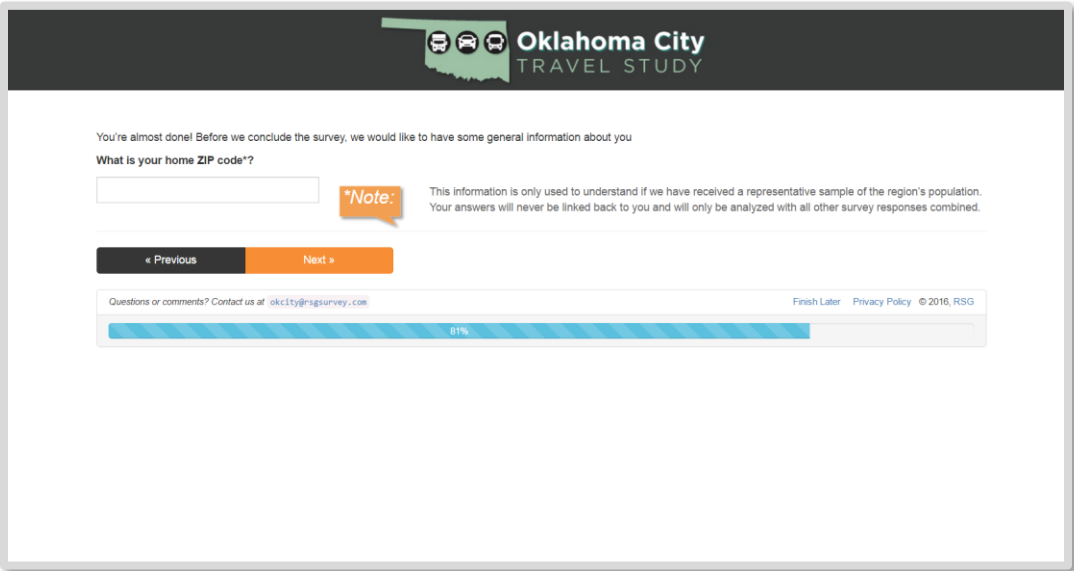 Oklahoma City
TRAVEL STUDY
You're almost done! Before we conclude the survey, we would like to have some general information about you
What is your home ZIP code*?
*Note:
This information is only used to understand if we have received a representative sample of the region's population.
Your answers will never be linked back to you and will only be analyzed with all other survey responses combined.
« Previous
Next »
Questions or comments? Contact us at okcity@rsgsurvey.com
Finish Later Privacy Policy © 2016, RSG
81%